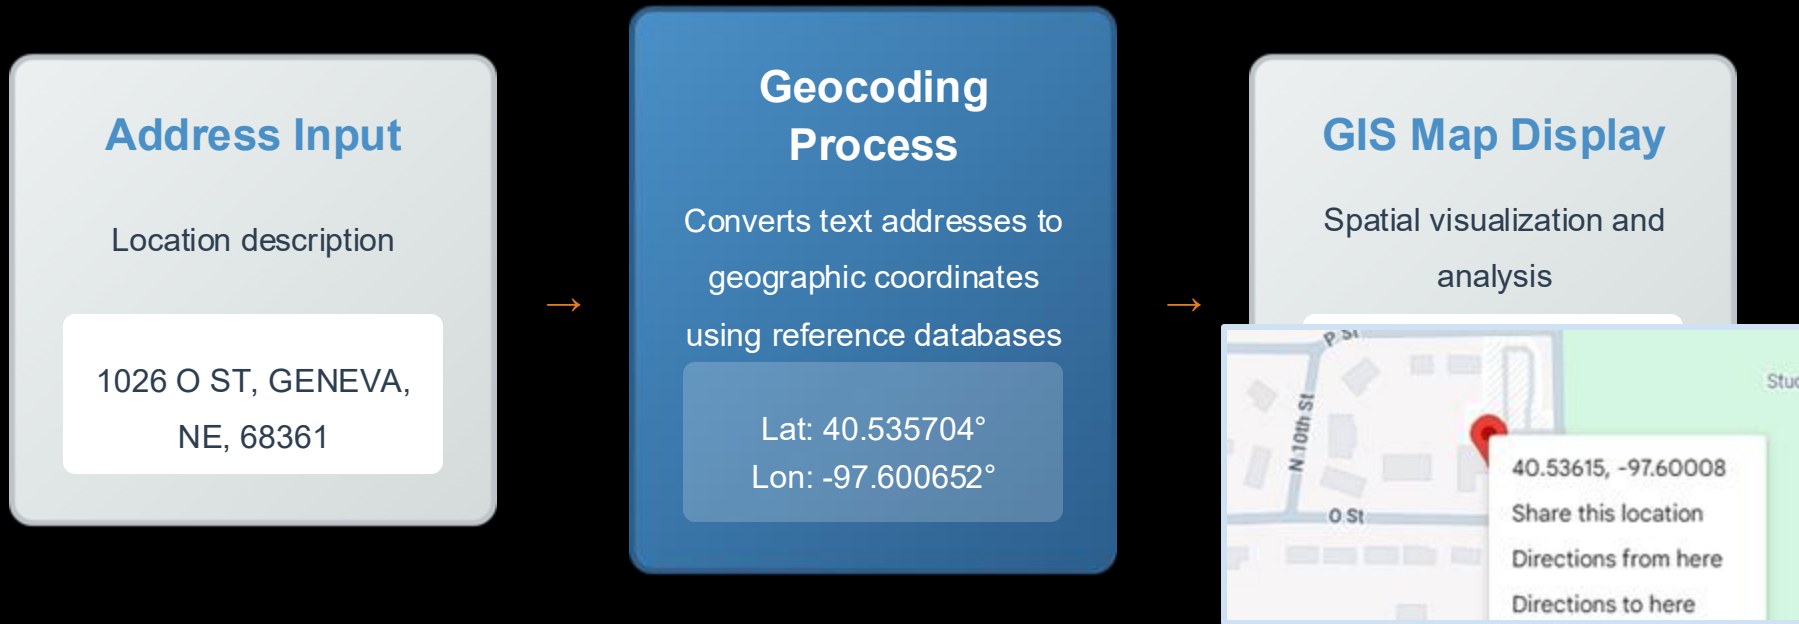 Address Input
Location description
1026 O ST, GENEVA,
NE, 68361
→
Geocoding
Process
Converts text addresses to
geographic coordinates
using reference databases
Lat: 40.535704°
Lon: -97.600652°
→
GIS Map Display
Spatial visualization and
analysis
P St
N 10th St
O St
Stud
40.53615, -97.60008
Share this location
Directions from here
Directions to here